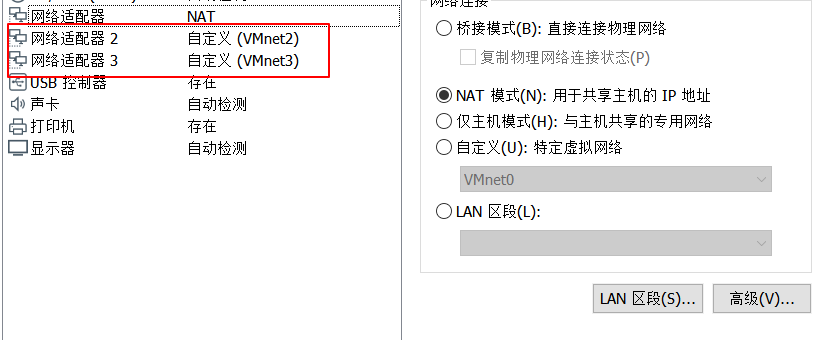 网络适配器 NAT
网络适配器 2 自定义 (VMnet2)
网络适配器 3 自定义 (VMnet3)
USB 控制器 存在
声卡 自动检测
打印机 存在
显示器 自动检测
网络连接
桥接模式(B): 直接连接物理网络
复制物理网络连接状态(P)
NAT 模式(N): 用于共享主机的 IP 地址
仅主机模式(H): 与主机共享的专用网络
自定义(U): 特定虚拟网络
VMnet0
LAN 区段(L):
LAN 区段(S)...
高级(V)...